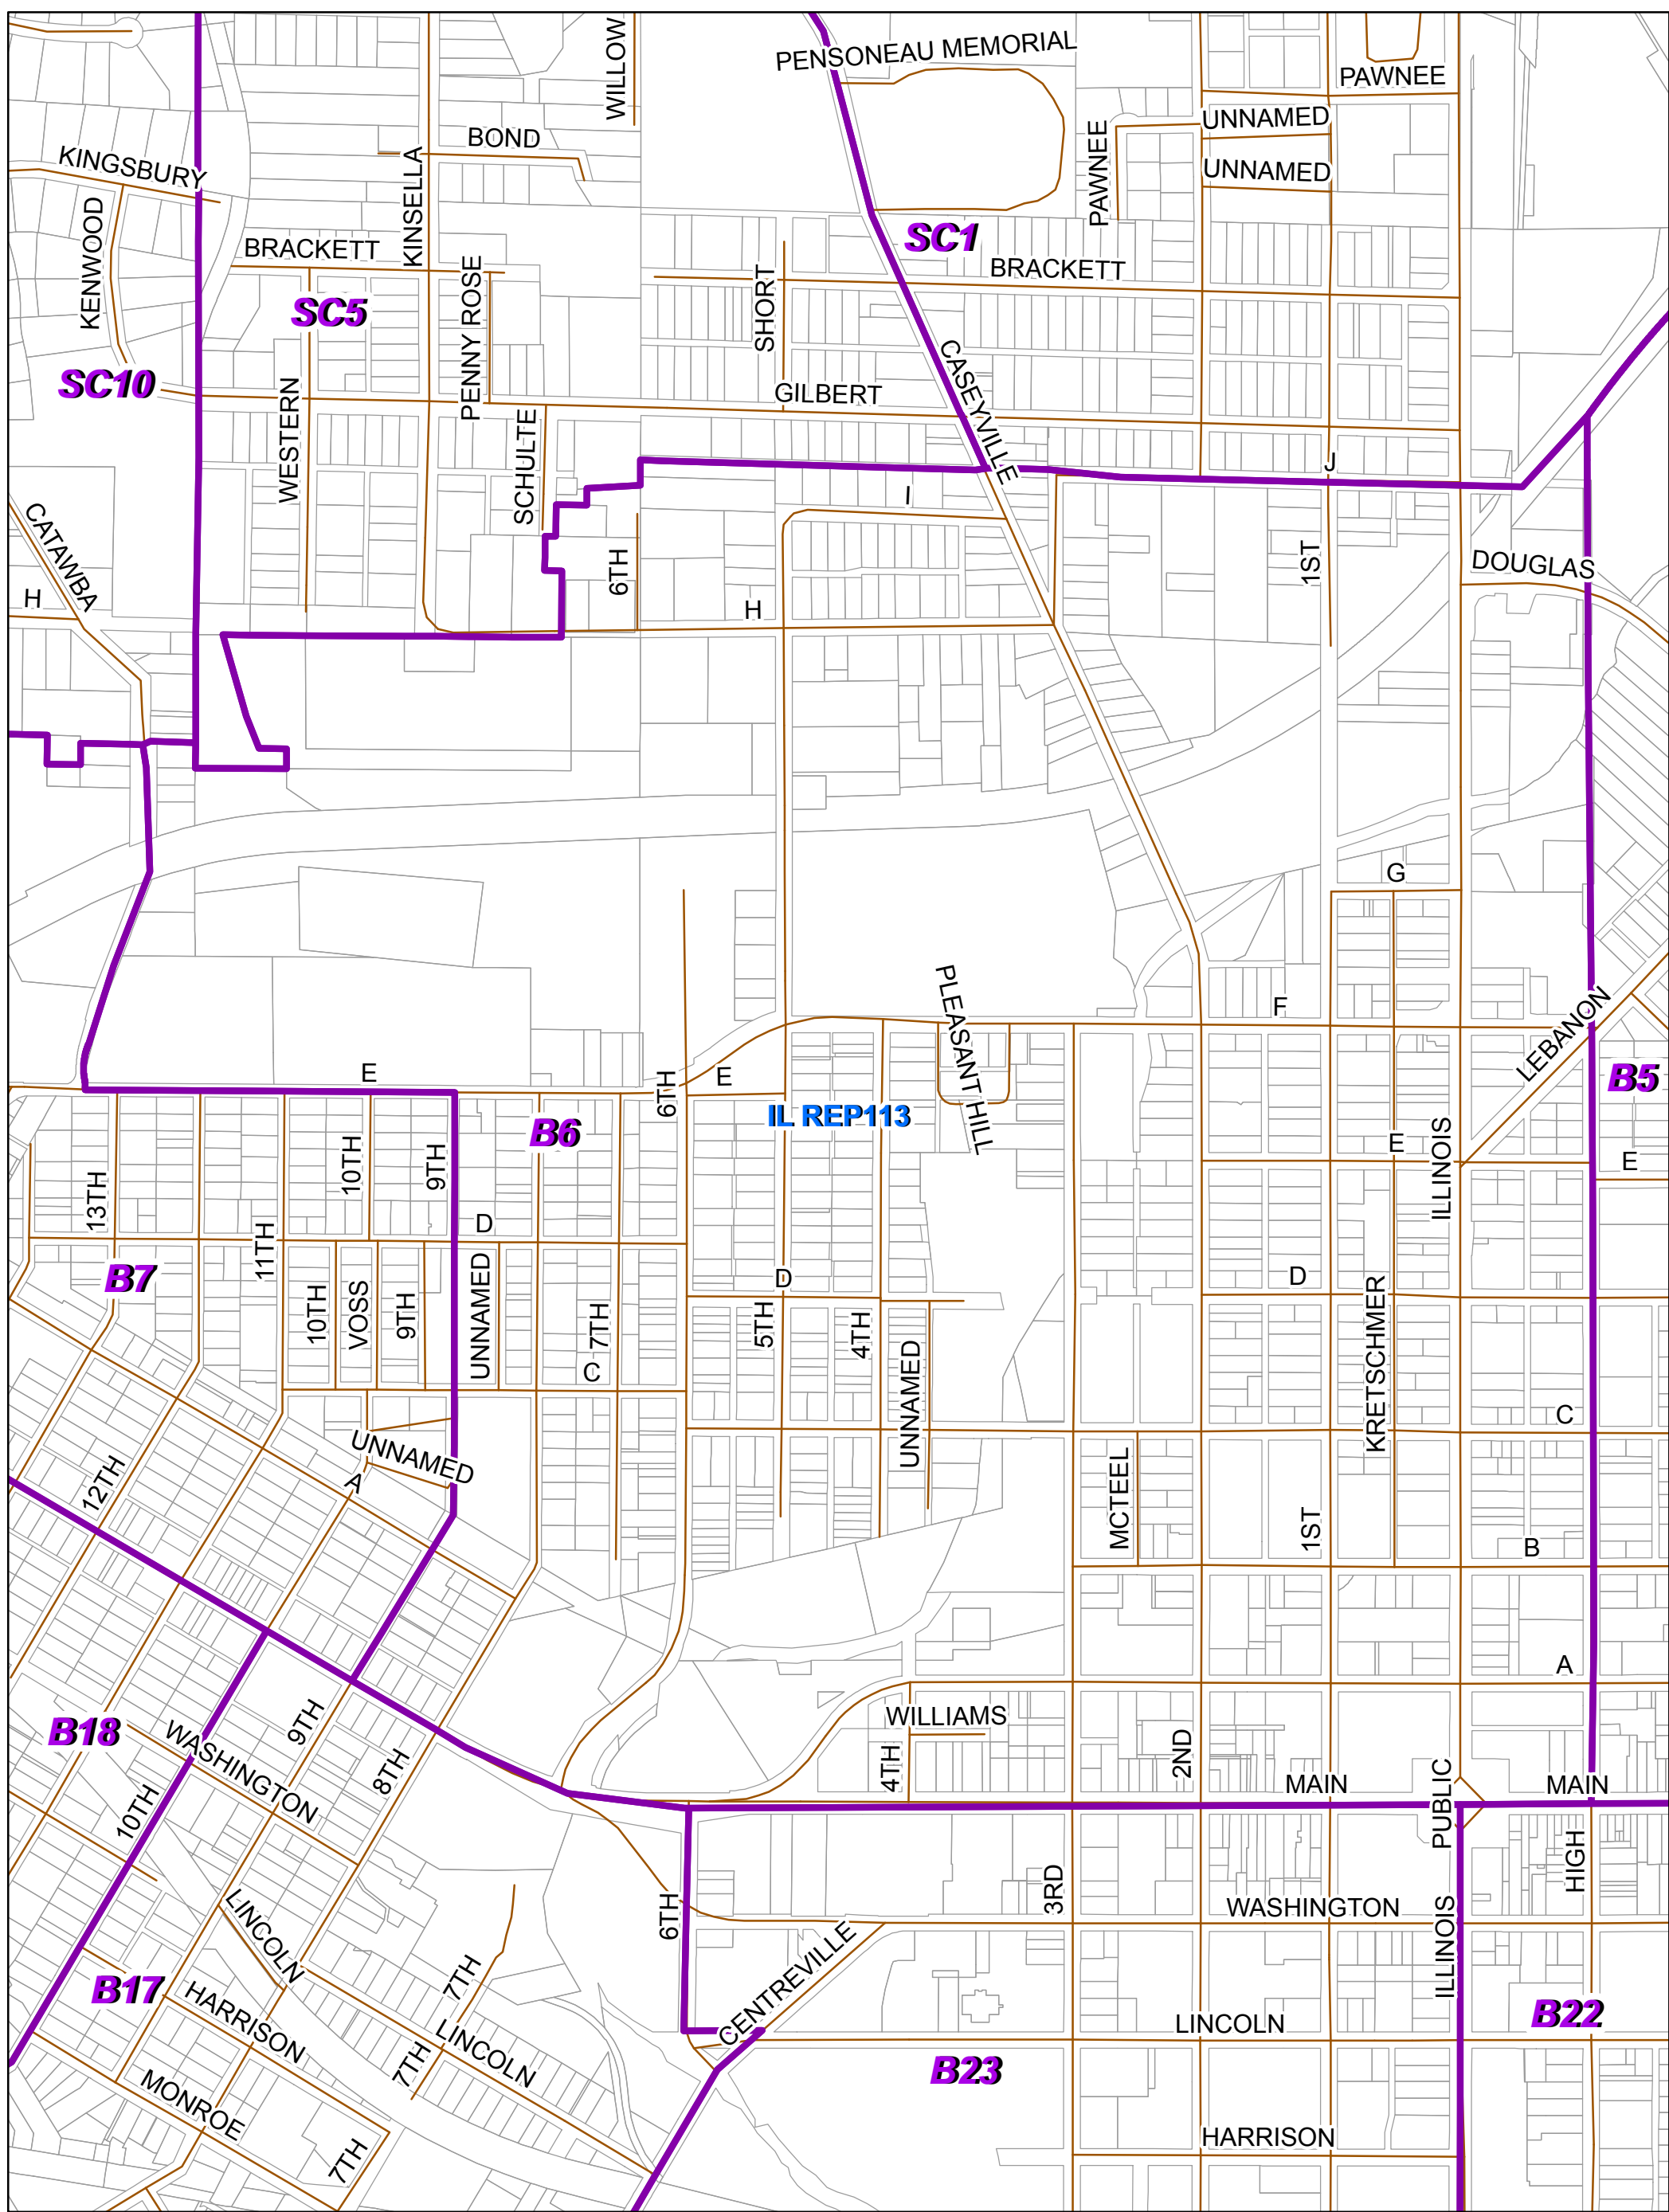 WILLOW
PENSONEAU MEMORIAL
PAWNEE
UNNAMED
BOND
KINGSBURY
KINSELLA
PAWNEE
UNNAMED
KENWOOD
BRACKETT
SC1
BRACKETT
SC5
PENNY ROSE
SHORT
SC10
CASEYVILLE
GILBERT
WESTERN
SCHULTE
J
I
CATAWBA
6TH
1ST
DOUGLAS
H
H
G
PLEASANT HILL
F
LEBANON
E
E
6TH
B5
IL REP113
B6
E
ILLINOIS
E
13TH
10TH
9TH
D
11TH
B7
D
D
10TH
VOSS
9TH
UNNAMED
7TH
5TH
4TH
KRETSCHMER
C
UNNAMED
C
UNNAMED
12TH
A
MCTEEL
1ST
B
A
WILLIAMS
B18
WASHINGTON
9TH
8TH
4TH
2ND
MAIN
PUBLIC
MAIN
10TH
HIGH
6TH
3RD
WASHINGTON
ILLINOIS
LINCOLN
CENTREVILLE
7TH
B17
HARRISON
LINCOLN
LINCOLN
B22
7TH
B23
MONROE
HARRISON
7TH